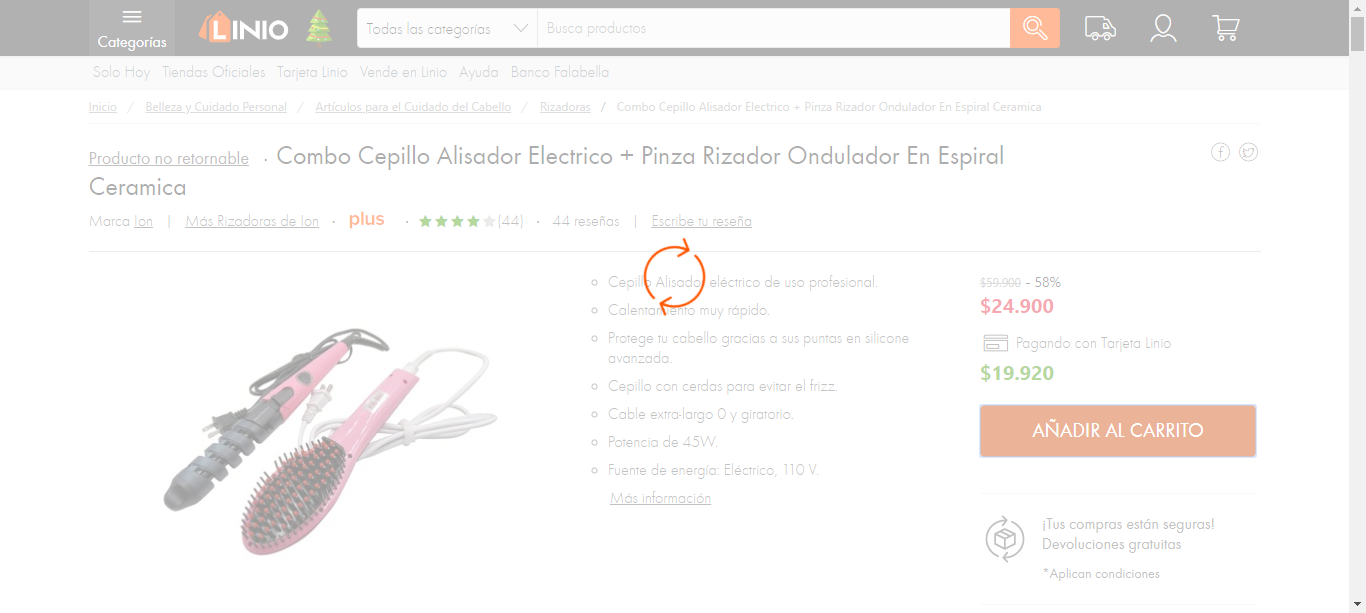 Categorías
LINIO
Todas las categorías
Busca productos
Solo Hoy Tiendas Oficiales Tarjeta Linio Vende en Linio Ayuda Banco Falabella
Inicio / Belleza y Cuidado Personal / Artículos para el Cuidado del Cabello / Rizadoras / Combo Cepillo Alisador Electrico + Pinza Rizador Ondulador En Espiral Ceramica
Producto no retornable · Combo Cepillo Alisador Electrico + Pinza Rizador Ondulador En Espiral
Ceramica
Marca Ion | Más Rizadoras de Ion · plus · (44) · 44 reseñas | Escribe tu reseña
Cepillo Alisador eléctrico de uso profesional.
Calentamiento muy rápido.
Protege tu cabello gracias a sus puntas en silicone
avanzada.
Cepillo con cerdas para evitar el frizz.
Cable extra-largo 0 y giratorio.
Potencia de 45W.
Fuente de energía: Eléctrico, 110 V.
Más información
$59.900 - 58%
$24.900
Pagando con Tarjeta Linio
$19.920
AÑADIR AL CARRITO
¡Tus compras están seguras!
Devoluciones gratuitas
*Aplican condiciones